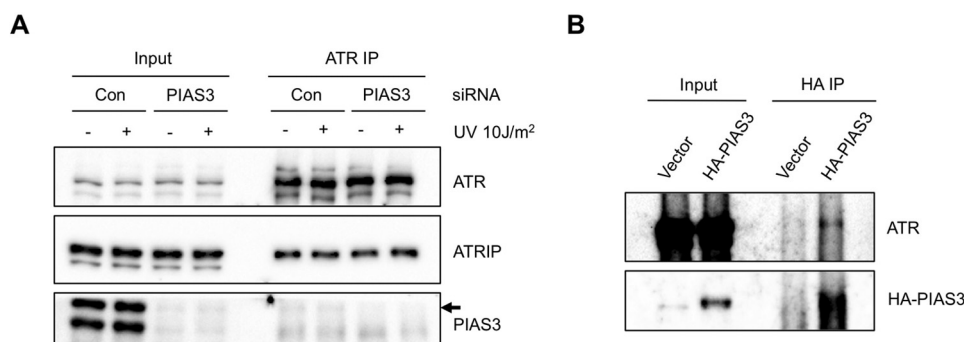 A
Input ATR IP
Con PIAS3 Con PIAS3 siRNA
- + - + - + - + UV 10J/m²
ATR
ATRIP
PIAS3
B
Input HA IP
Vector HA-PIAS3 Vector HA-PIAS3
ATR
HA-PIAS3